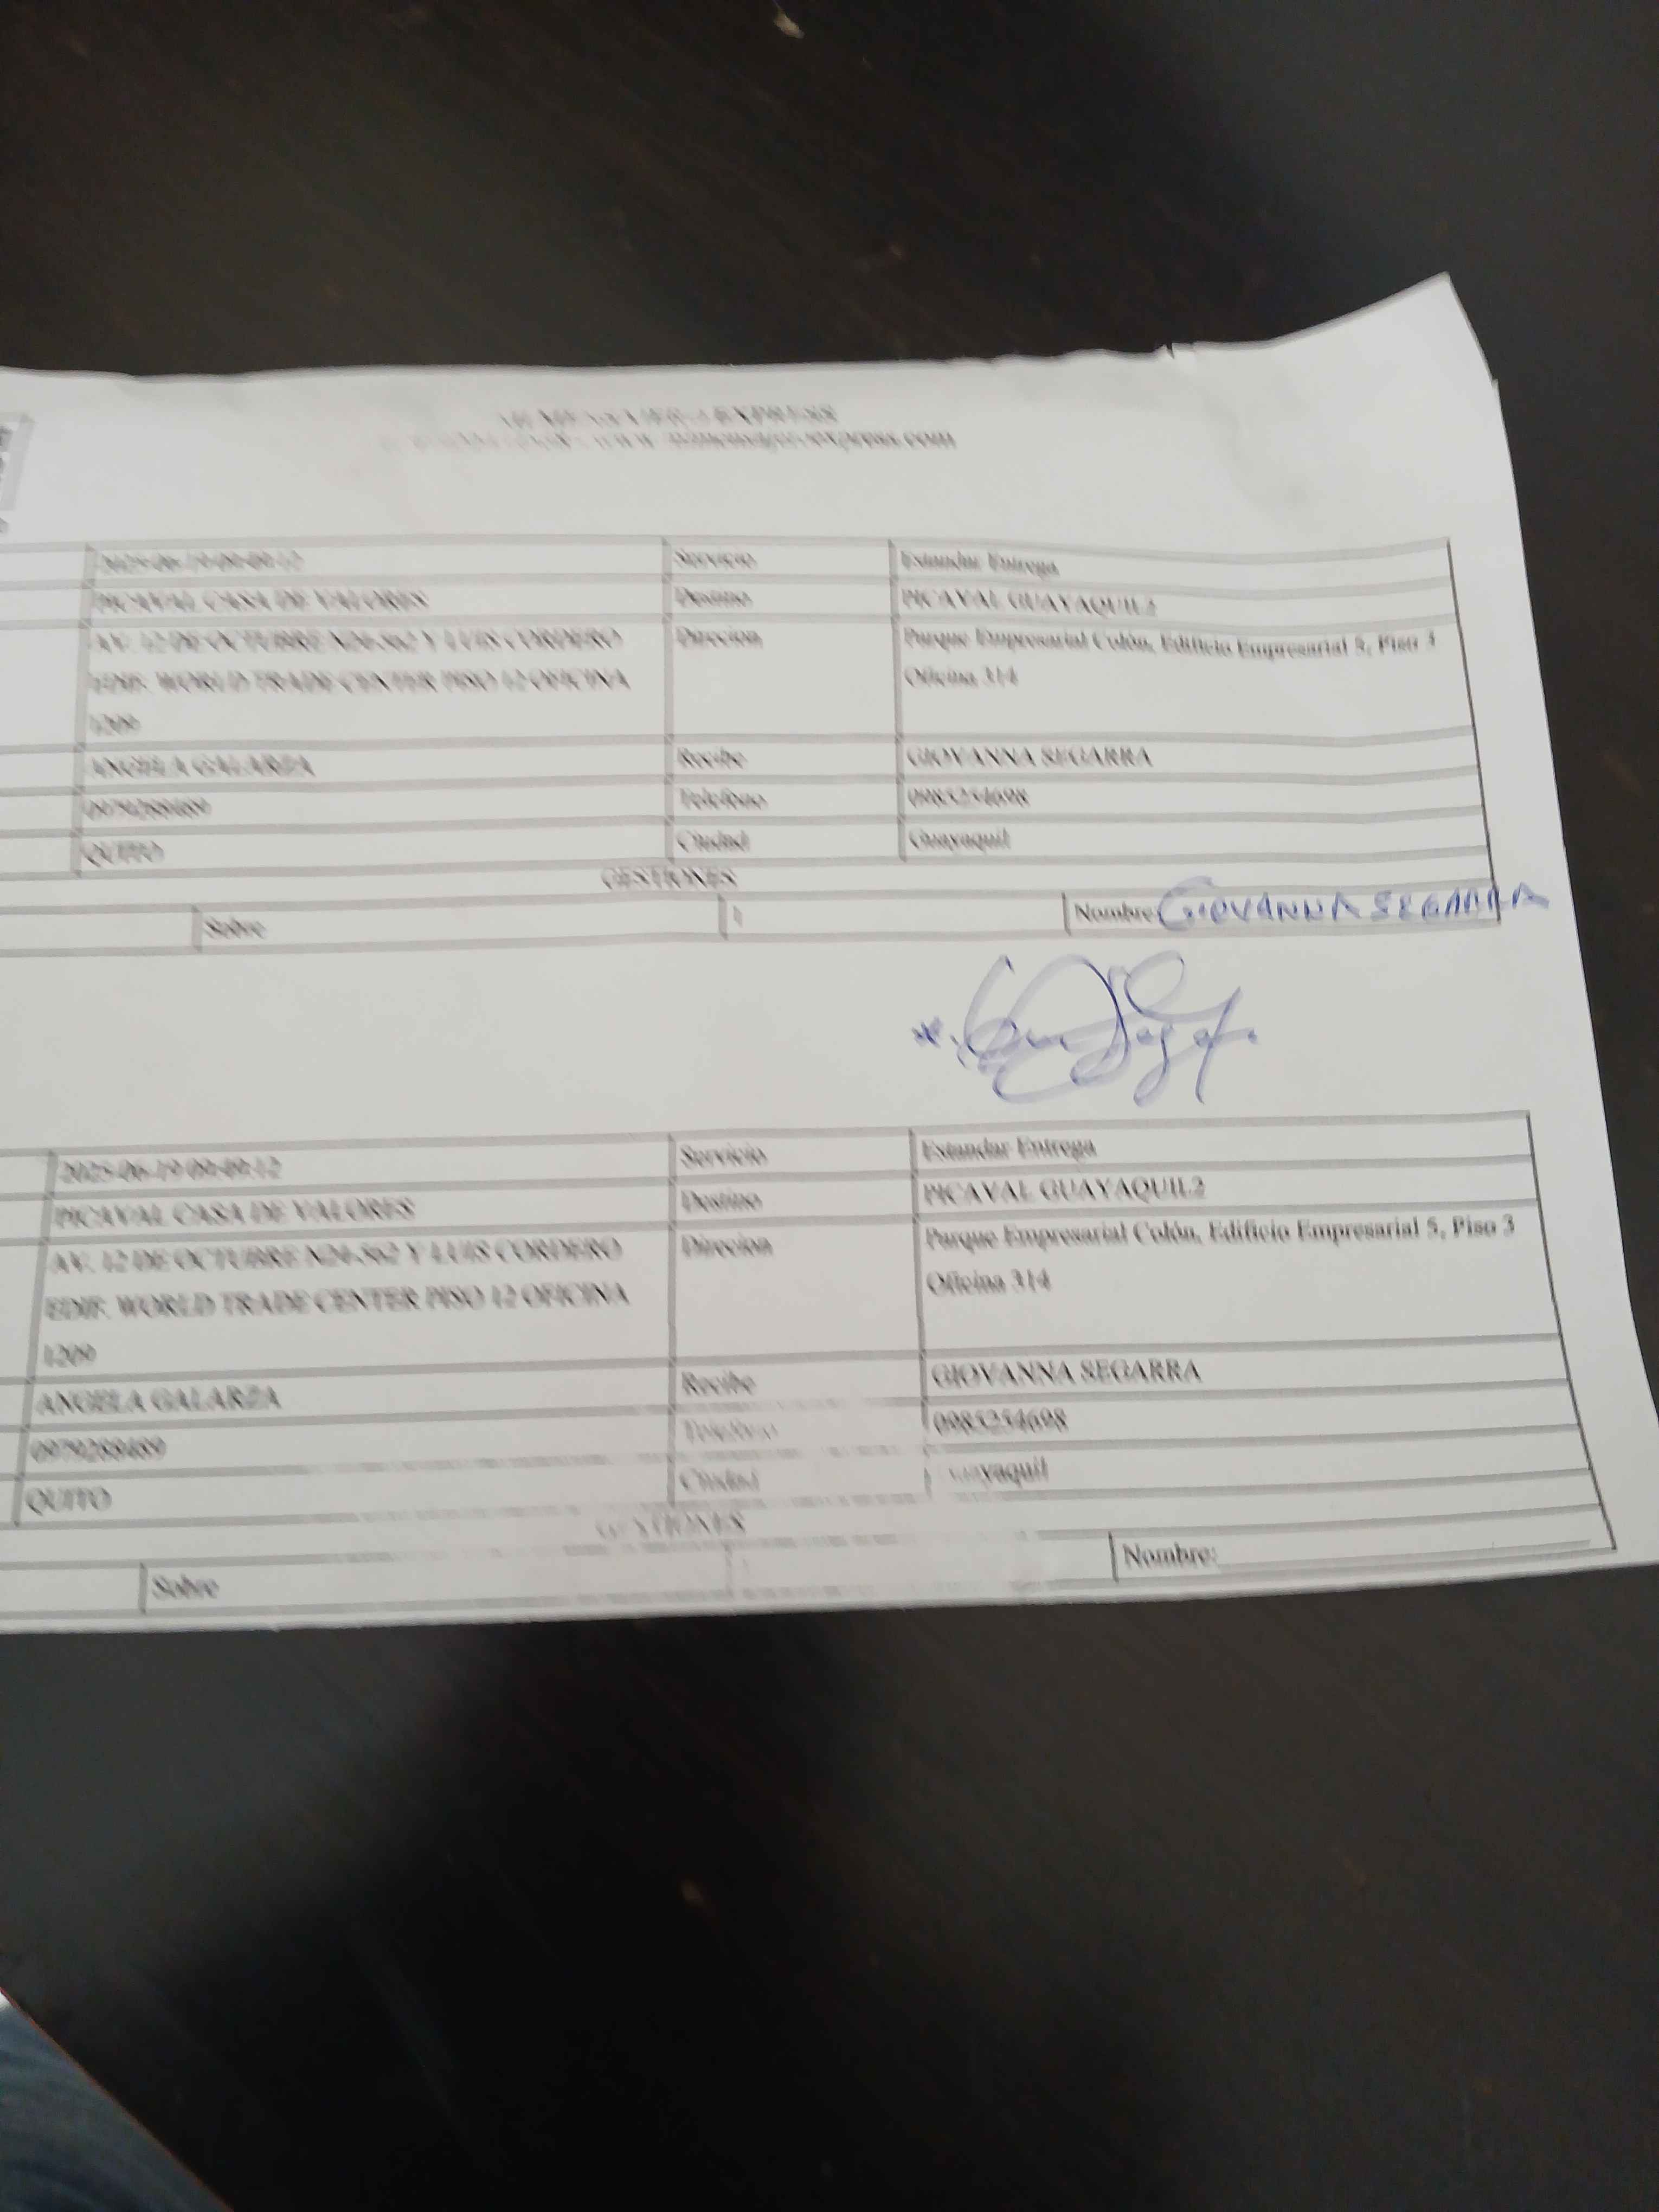 EXPRESS
2025-06-19 09:09:12 Servicio Estandar Entrega
PICAVAL CASA DE VALORES Destino PICAVAL GUAYAQUIL2
AV. 12 DE OCTUBRE N26-562 Y LUIS CORDERO Direccion Parque Empresarial Colón, Edificio Empresarial 5, Piso 3
EDIF. WORLD TRADE CENTER PISO 12 OFICINA Oficina 314
ANGELA GALARZA Recibe GIOVANNA SEGARRA
Telefono 0985254698
QUITO Ciudad Guayaquil
GESTIONES
Sobre 1 Nombre: GIOVANNA SEGARRA
2025-06-19 09:09:12 Servicio Estandar Entrega
PICAVAL CASA DE VALORES Destino PICAVAL GUAYAQUIL2
AV. 12 DE OCTUBRE N26-562 Y LUIS CORDERO Direccion Parque Empresarial Colón, Edificio Empresarial 5, Piso 3
EDIF. WORLD TRADE CENTER PISO 12 OFICINA Oficina 314
ANGELA GALARZA Recibe GIOVANNA SEGARRA
Telefono 0985254698
QUITO Ciudad yaquil
GESTIONES
Sobre Nombre: